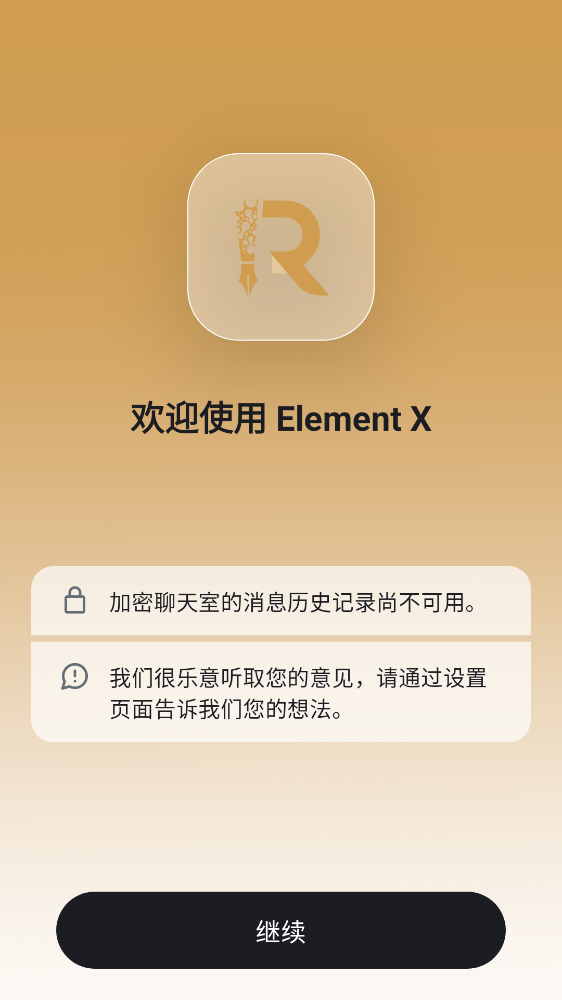 R
欢迎使用 Element X
加密聊天室的消息历史记录尚不可用。
我们很乐意听取您的意见，请通过设置
页面告诉我们您的想法。
继续